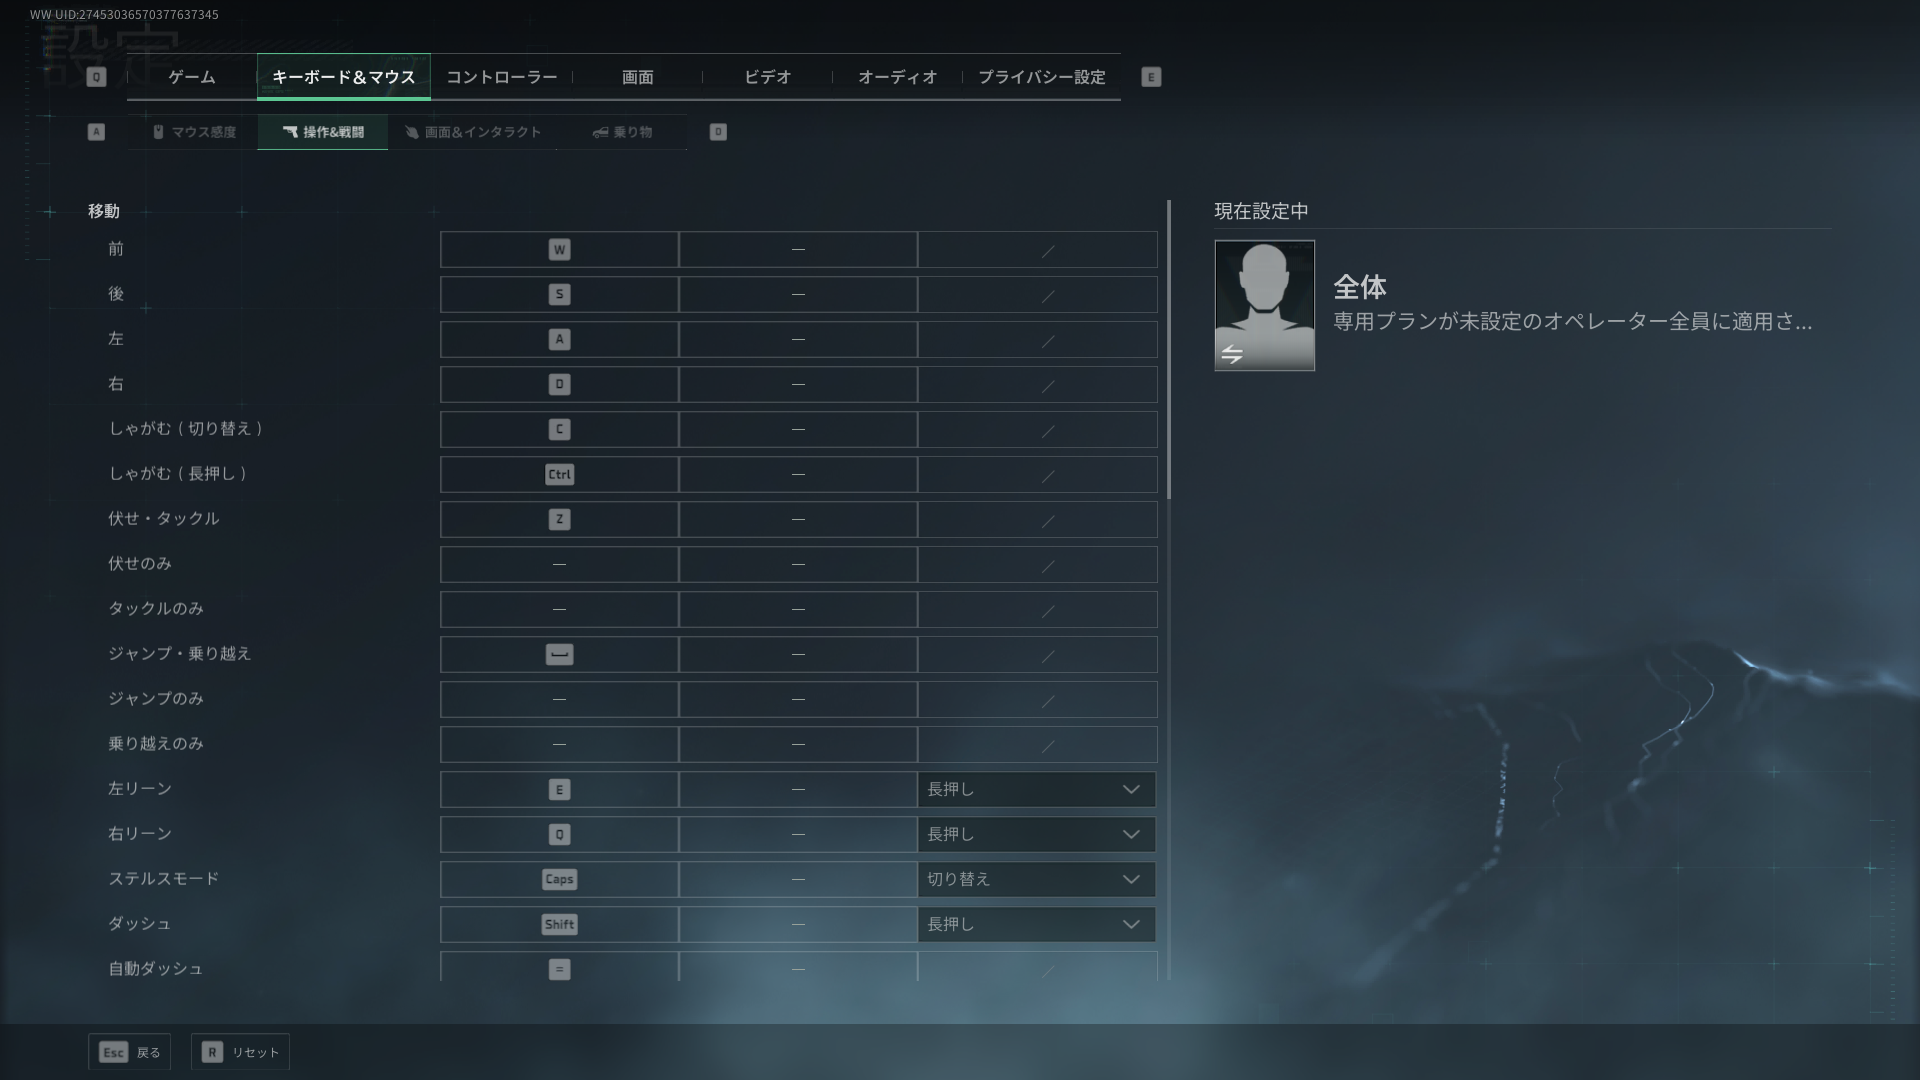 WW UID:27453036570377637345
設定
Q ゲーム キーボード＆マウス コントローラー 画面 ビデオ オーディオ プライバシー設定 E
A マウス感度 操作&戦闘 画面＆インタラクト 乗り物 D
移動
現在設定中
前 W — ／
全体
専用プランが未設定のオペレーター全員に適用さ...
後 S — ／
左 A — ／
右 D — ／
しゃがむ ( 切り替え ) C — ／
しゃがむ ( 長押し ) Ctrl — ／
伏せ・タックル Z — ／
伏せのみ — — ／
タックルのみ — — ／
ジャンプ・乗り越え — ／
ジャンプのみ — — ／
乗り越えのみ — — ／
左リーン E — 長押し
右リーン Q — 長押し
ステルスモード Caps — 切り替え
ダッシュ Shift — 長押し
自動ダッシュ = — ／
Esc 戻る R リセット